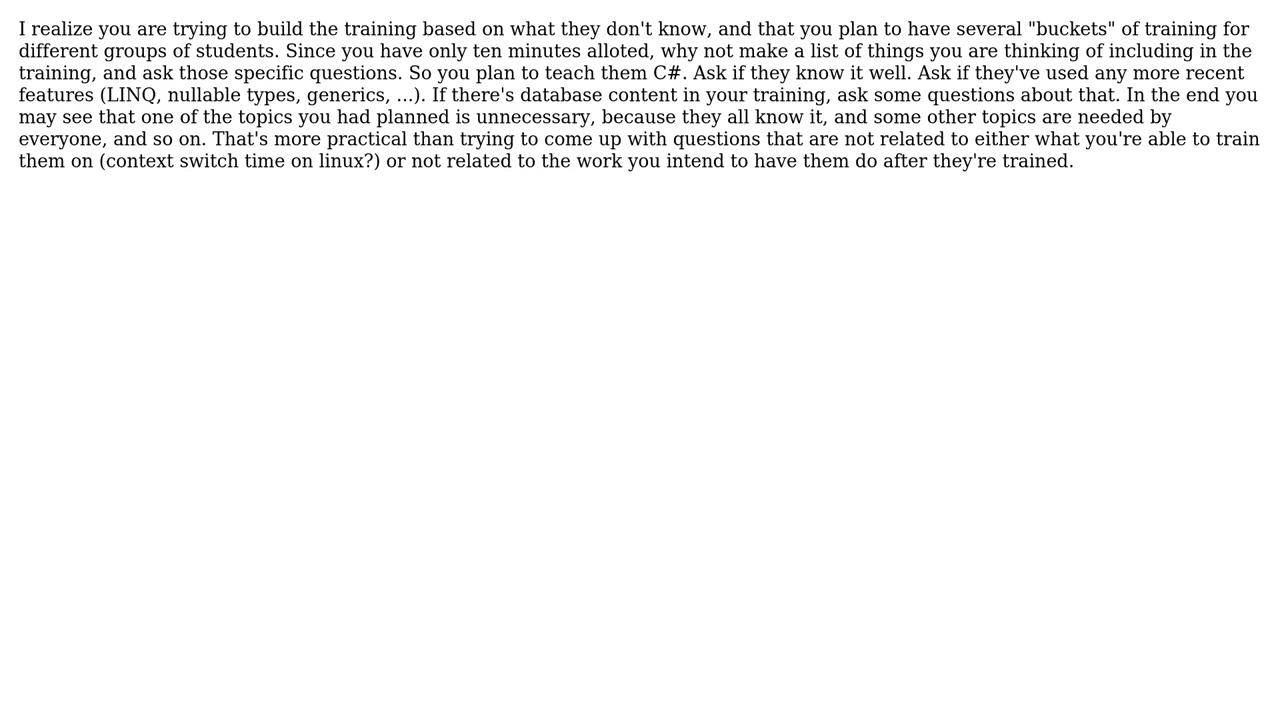 I realize you are trying to build the training based on what they don't know, and that you plan to have several "buckets" of training for
different groups of students. Since you have only ten minutes alloted, why not make a list of things you are thinking of including in the
training, and ask those specific questions. So you plan to teach them C#. Ask if they know it well. Ask if they've used any more recent
features (LINQ, nullable types, generics, ...). If there's database content in your training, ask some questions about that. In the end you
may see that one of the topics you had planned is unnecessary, because they all know it, and some other topics are needed by
everyone, and so on. That's more practical than trying to come up with questions that are not related to either what you're able to train
them on (context switch time on linux?) or not related to the work you intend to have them do after they're trained.